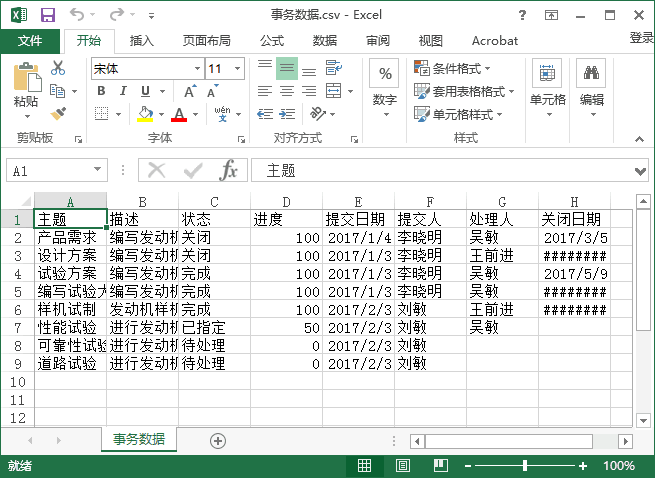 事务数据.csv - Excel
文件 开始 插入 页面布局 公式 数据 审阅 视图 Acrobat 登录
粘贴 宋体 11 条件格式
B I U A A 套用表格格式
A wén 文 % 数字 单元格样式 单元格 编辑
剪贴板 字体 对齐方式 样式
A1 fx 主题
A B C D E F G H
1 主题 描述 状态 进度 提交日期 提交人 处理人 关闭日期
2 产品需求 编写发动机 关闭 100 2017/1/4 李晓明 吴敏 2017/3/5
3 设计方案 编写发动机 关闭 100 2017/1/3 李晓明 王前进 ########
4 试验方案 编写发动机 完成 100 2017/1/3 李晓明 吴敏 2017/5/9
5 编写试验大 编写发动机 完成 100 2017/1/3 李晓明 吴敏 ########
6 样机试制 发动机样机 完成 100 2017/2/3 刘敏 王前进 ########
7 性能试验 进行发动机 已指定 50 2017/2/3 刘敏 吴敏
8 可靠性试验 进行发动机 待处理 0 2017/2/3 刘敏
9 道路试验 进行发动机 待处理 0 2017/2/3 刘敏
10
11
12
事务数据
就绪 100%